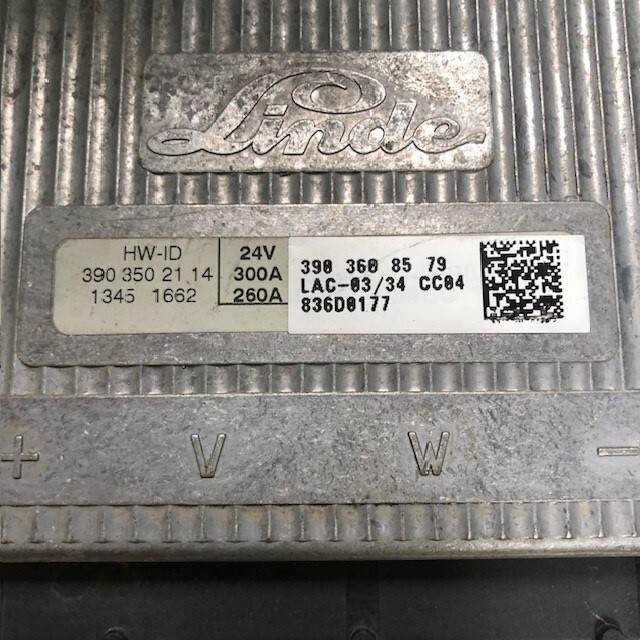 Linde
HW-ID
390 350 21 14
1345 1662
24V
300A
260A
390 360 85 79
LAC-03/34 CC04
836D0177
+ V W −